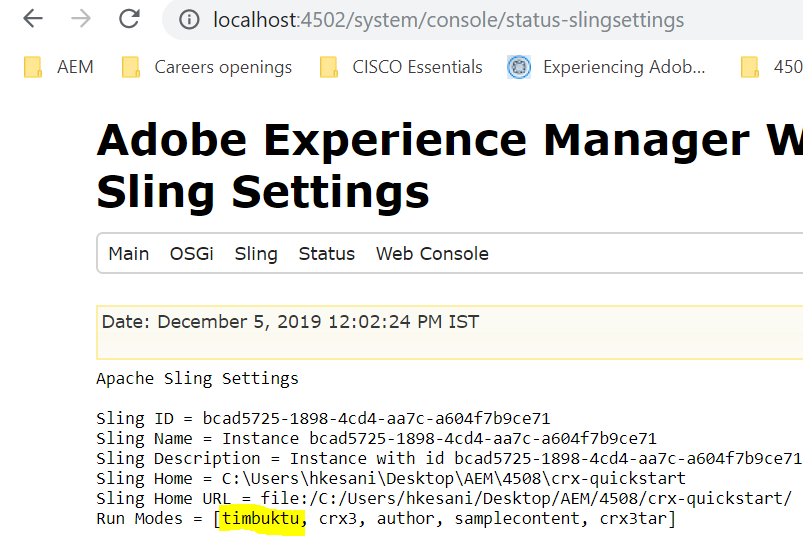 localhost:4502/system/console/status-slingsettings
AEM Careers openings CISCO Essentials Experiencing Adob... 450
Adobe Experience Manager W
Sling Settings
Main OSGi Sling Status Web Console
Date: December 5, 2019 12:02:24 PM IST
Apache Sling Settings
Sling ID = bcad5725-1898-4cd4-aa7c-a604f7b9ce71
Sling Name = Instance bcad5725-1898-4cd4-aa7c-a604f7b9ce71
Sling Description = Instance with id bcad5725-1898-4cd4-aa7c-a604f7b9ce71
Sling Home = C:\Users\hkesani\Desktop\AEM\4508\crx-quickstart
Sling Home URL = file:/C:/Users/hkesani/Desktop/AEM/4508/crx-quickstart/
Run Modes = [timbuktu, crx3, author, samplecontent, crx3tar]